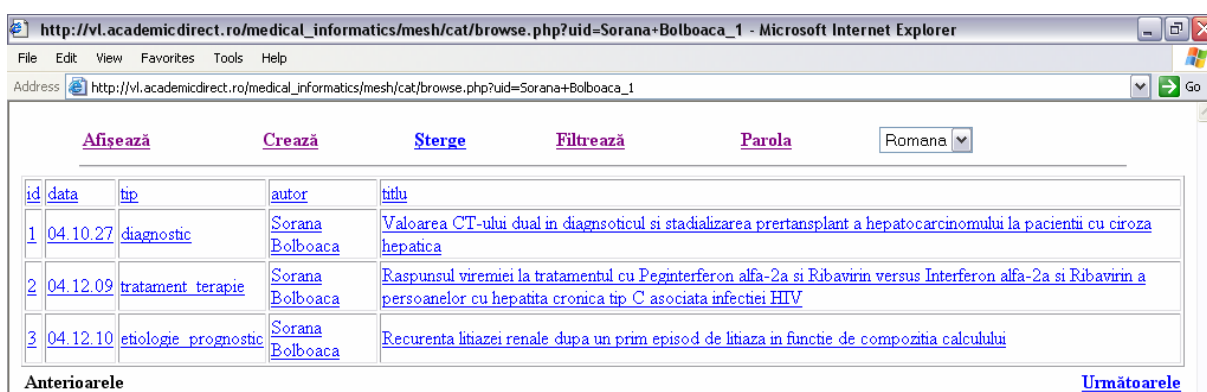 http://vl.academicdirect.ro/medical_informatics/mesh/cat/browse.php?uid=Sorana+Bolboaca_1 - Microsoft Internet Explorer
File Edit View Favorites Tools Help
Address http://vl.academicdirect.ro/medical_informatics/mesh/cat/browse.php?uid=Sorana+Bolboaca_1 Go
Afişează Crează Şterge Filtrează Parola Romana
id data tip autor titlu
1 04.10.27 diagnostic Sorana Bolboaca Valoarea CT-ului dual in diagnsoticul si stadializarea prertansplant a hepatocarcinomului la pacientii cu ciroza
hepatica
2 04.12.09 tratament_terapie Sorana Bolboaca Raspunsul viremiei la tratamentul cu Peginterferon alfa-2a si Ribavirin versus Interferon alfa-2a si Ribavirin a
persoanelor cu hepatita cronica tip C asociata infectiei HIV
3 04.12.10 etiologie_prognostic Sorana Bolboaca Recurenta litiazei renale dupa un prim episod de litiaza in functie de compozitia calculului
Anterioarele Următoarele